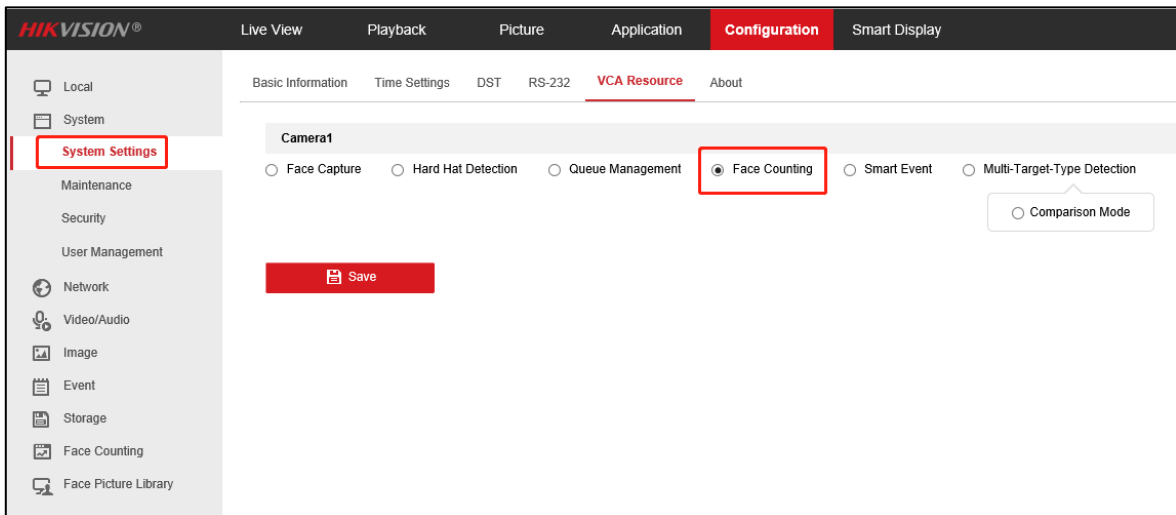 HIKVISION® Live View Playback Picture Application Configuration Smart Display
Basic Information Time Settings DST RS-232 VCA Resource About
Local
System
System Settings
Maintenance
Security
User Management
Network
Video/Audio
Image
Event
Storage
Face Counting
Face Picture Library
Camera1
Face Capture Hard Hat Detection Queue Management Face Counting Smart Event Multi-Target-Type Detection
Comparison Mode
Save